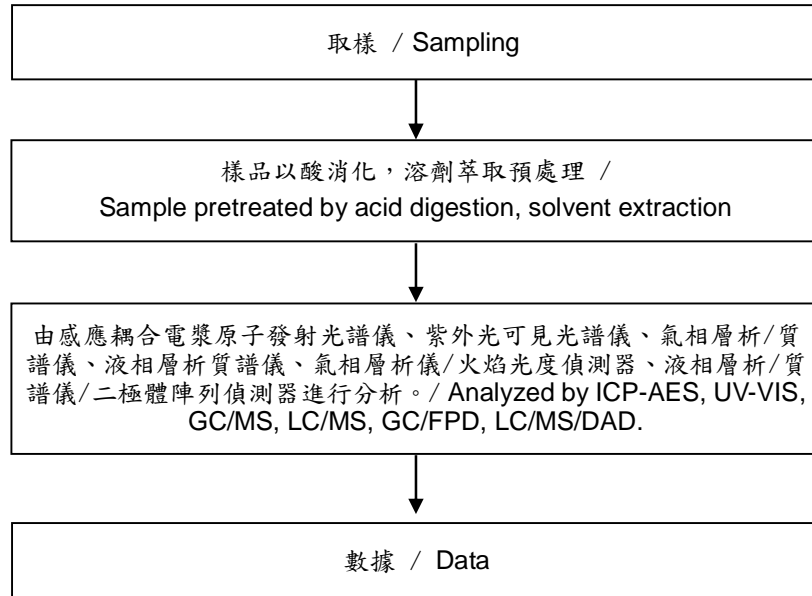 取樣 / Sampling
樣品以酸消化，溶劑萃取預處理 /
Sample pretreated by acid digestion, solvent extraction
由感應耦合電漿原子發射光譜儀、紫外光可見光譜儀、氣相層析/質
譜儀、液相層析質譜儀、氣相層析儀/火焰光度偵測器、液相層析/質
譜儀/二極體陣列偵測器進行分析。/ Analyzed by ICP-AES, UV-VIS,
GC/MS, LC/MS, GC/FPD, LC/MS/DAD.
數據 / Data